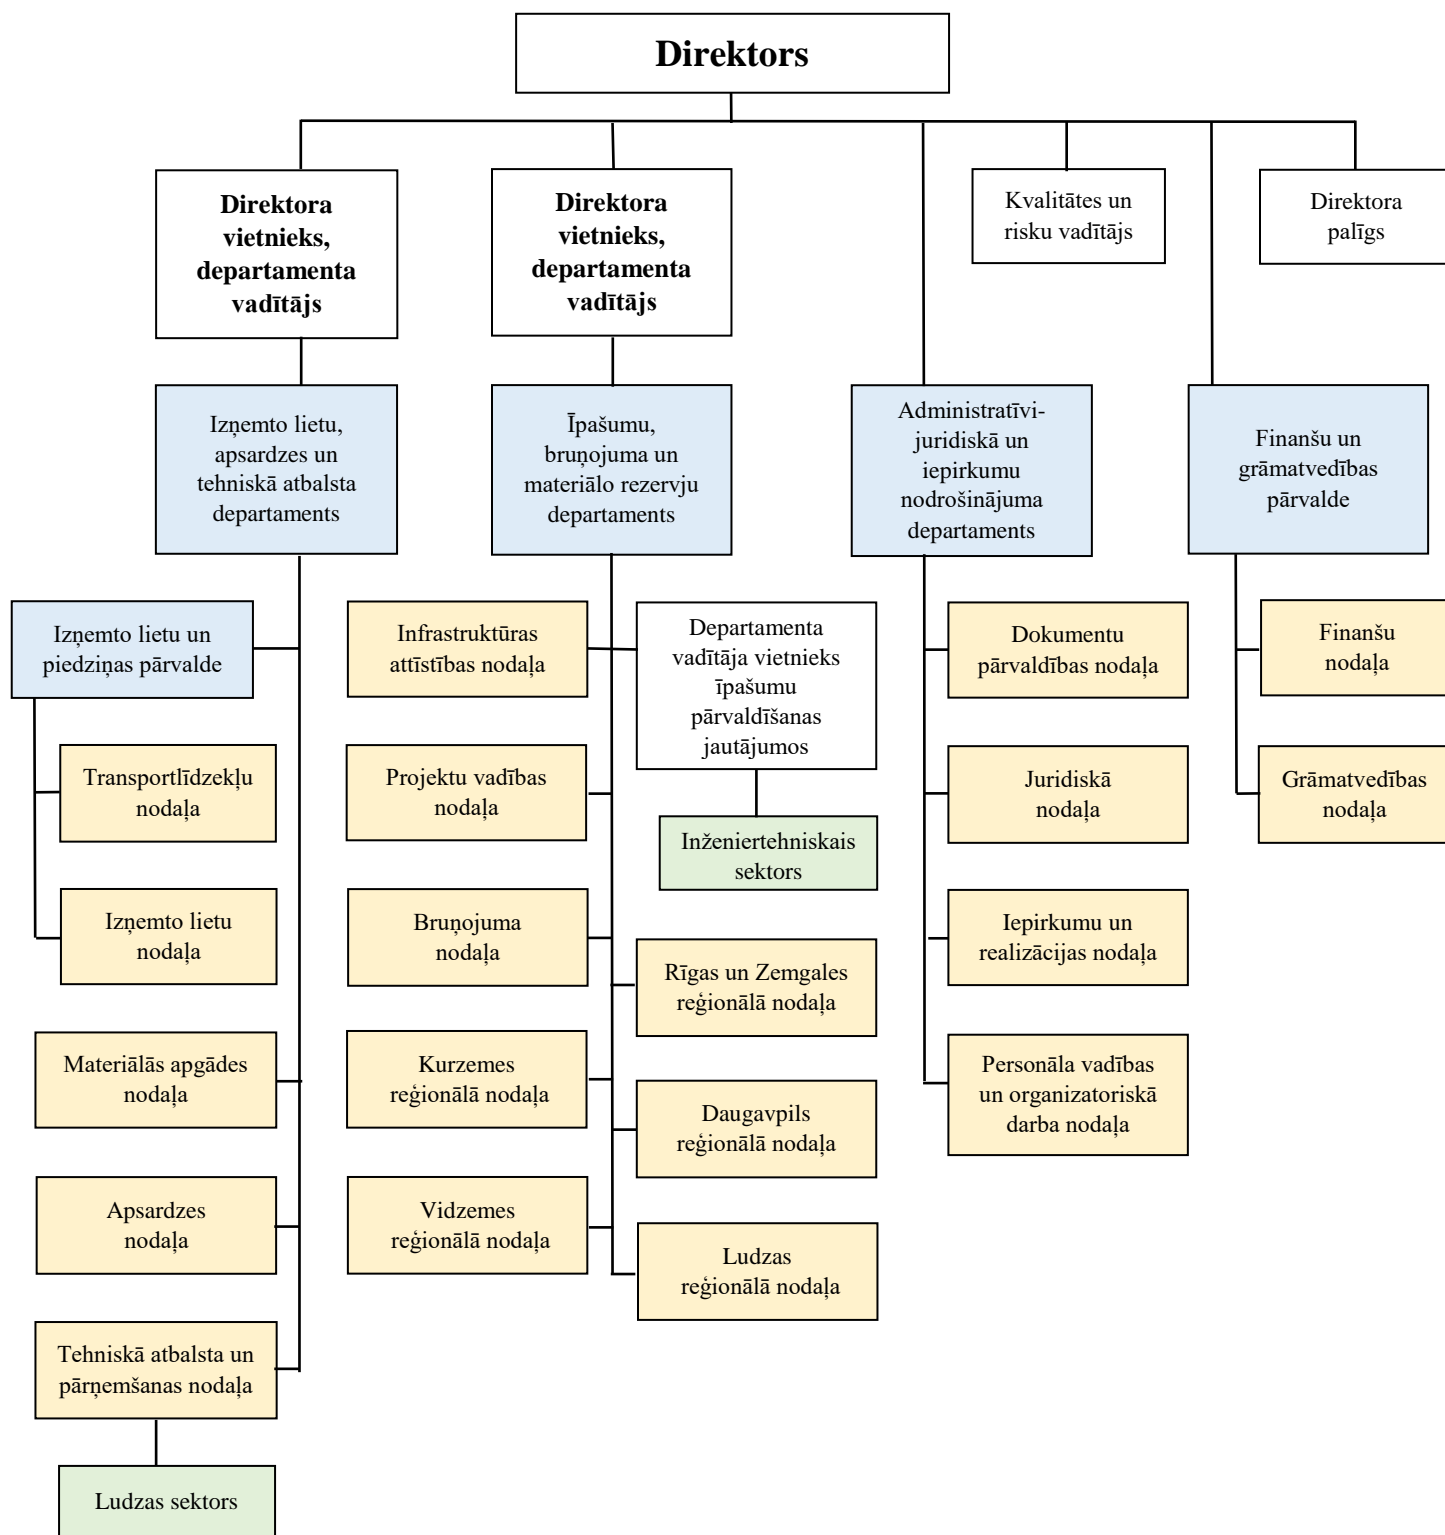 Direktors
Direktora
vietnieks,
departamenta
vadītājs
Direktora
vietnieks,
departamenta
vadītājs
Kvalitātes un
risku vadītājs
Direktora
palīgs
Izņemto lietu,
apsardzes un
tehniskā atbalsta
departaments
Īpašumu,
bruņojuma un
materiālo rezervju
departaments
Administratīvi-
juridiskā un
iepirkumu
nodrošinājuma
departaments
Finanšu un
grāmatvedības
pārvalde
Izņemto lietu un
piedziņas pārvalde
Transportlīdzekļu
nodaļa
Izņemto lietu
nodaļa
Materiālās apgādes
nodaļa
Apsardzes
nodaļa
Tehniskā atbalsta un
pārņemšanas nodaļa
Ludzas sektors
Infrastruktūras
attīstības nodaļa
Departamenta
vadītāja vietnieks
īpašumu
pārvaldīšanas
jautājumos
Projektu vadības
nodaļa
Inženiertehniskais
sektors
Bruņojuma
nodaļa
Rīgas un Zemgales
reģionālā nodaļa
Kurzemes
reģionālā nodaļa
Daugavpils
reģionālā nodaļa
Vidzemes
reģionālā nodaļa
Ludzas
reģionālā nodaļa
Dokumentu
pārvaldības nodaļa
Juridiskā
nodaļa
Iepirkumu un
realizācijas nodaļa
Personāla vadības
un organizatoriskā
darba nodaļa
Finanšu
nodaļa
Grāmatvedības
nodaļa